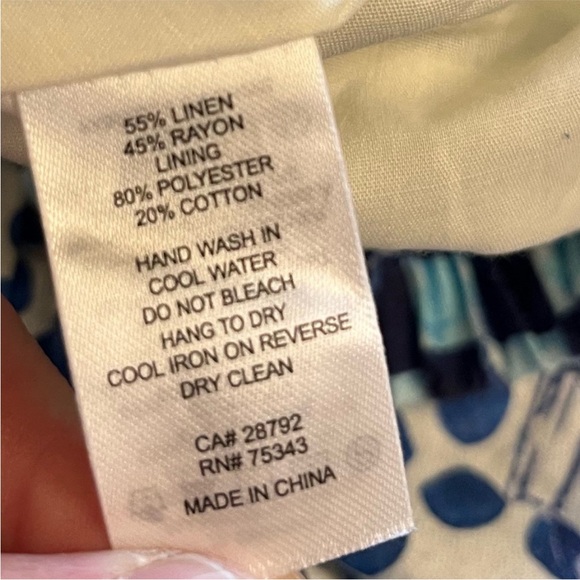 55% LINEN
45% RAYON
LINING
80% POLYESTER
20% COTTON
HAND WASH IN
COOL WATER
DO NOT BLEACH
HANG TO DRY
COOL IRON ON REVERSE
DRY CLEAN
CA# 28792
RN# 75343
MADE IN CHINA